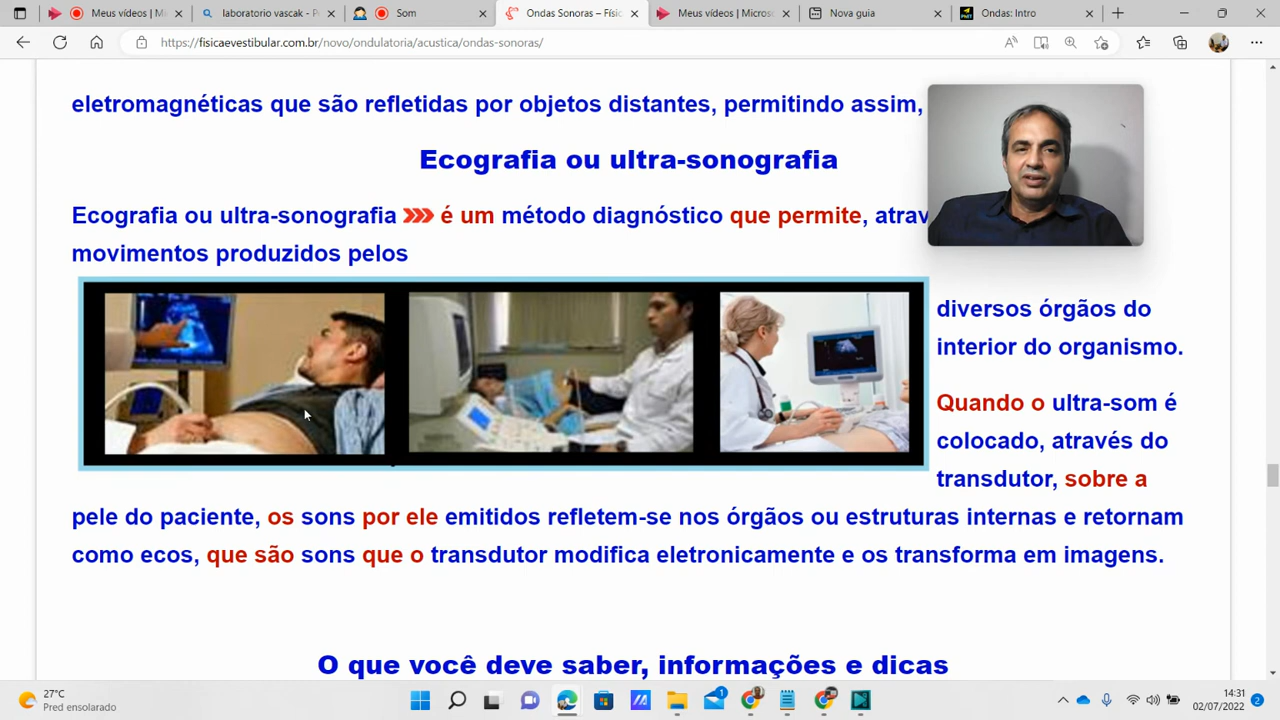 Meus vídeos | Mi
laboratorio vascak - P
Som
Ondas Sonoras – Físic
Meus vídeos | Micros
Nova guia
Ondas: Intro
https://fisicaevestibular.com.br/novo/ondulatoria/acustica/ondas-sonoras/
eletromagnéticas que são refletidas por objetos distantes, permitindo assim,
Ecografia ou ultra-sonografia
Ecografia ou ultra-sonografia é um método diagnóstico que permite, atrav
movimentos produzidos pelos
diversos órgãos do
interior do organismo.
Quando o ultra-som é
colocado, através do
transdutor, sobre a
pele do paciente, os sons por ele emitidos refletem-se nos órgãos ou estruturas internas e retornam
como ecos, que são sons que o transdutor modifica eletronicamente e os transforma em imagens.
O que você deve saber, informações e dicas
27°C
Pred ensolarado
1
14:31
02/07/2022
2